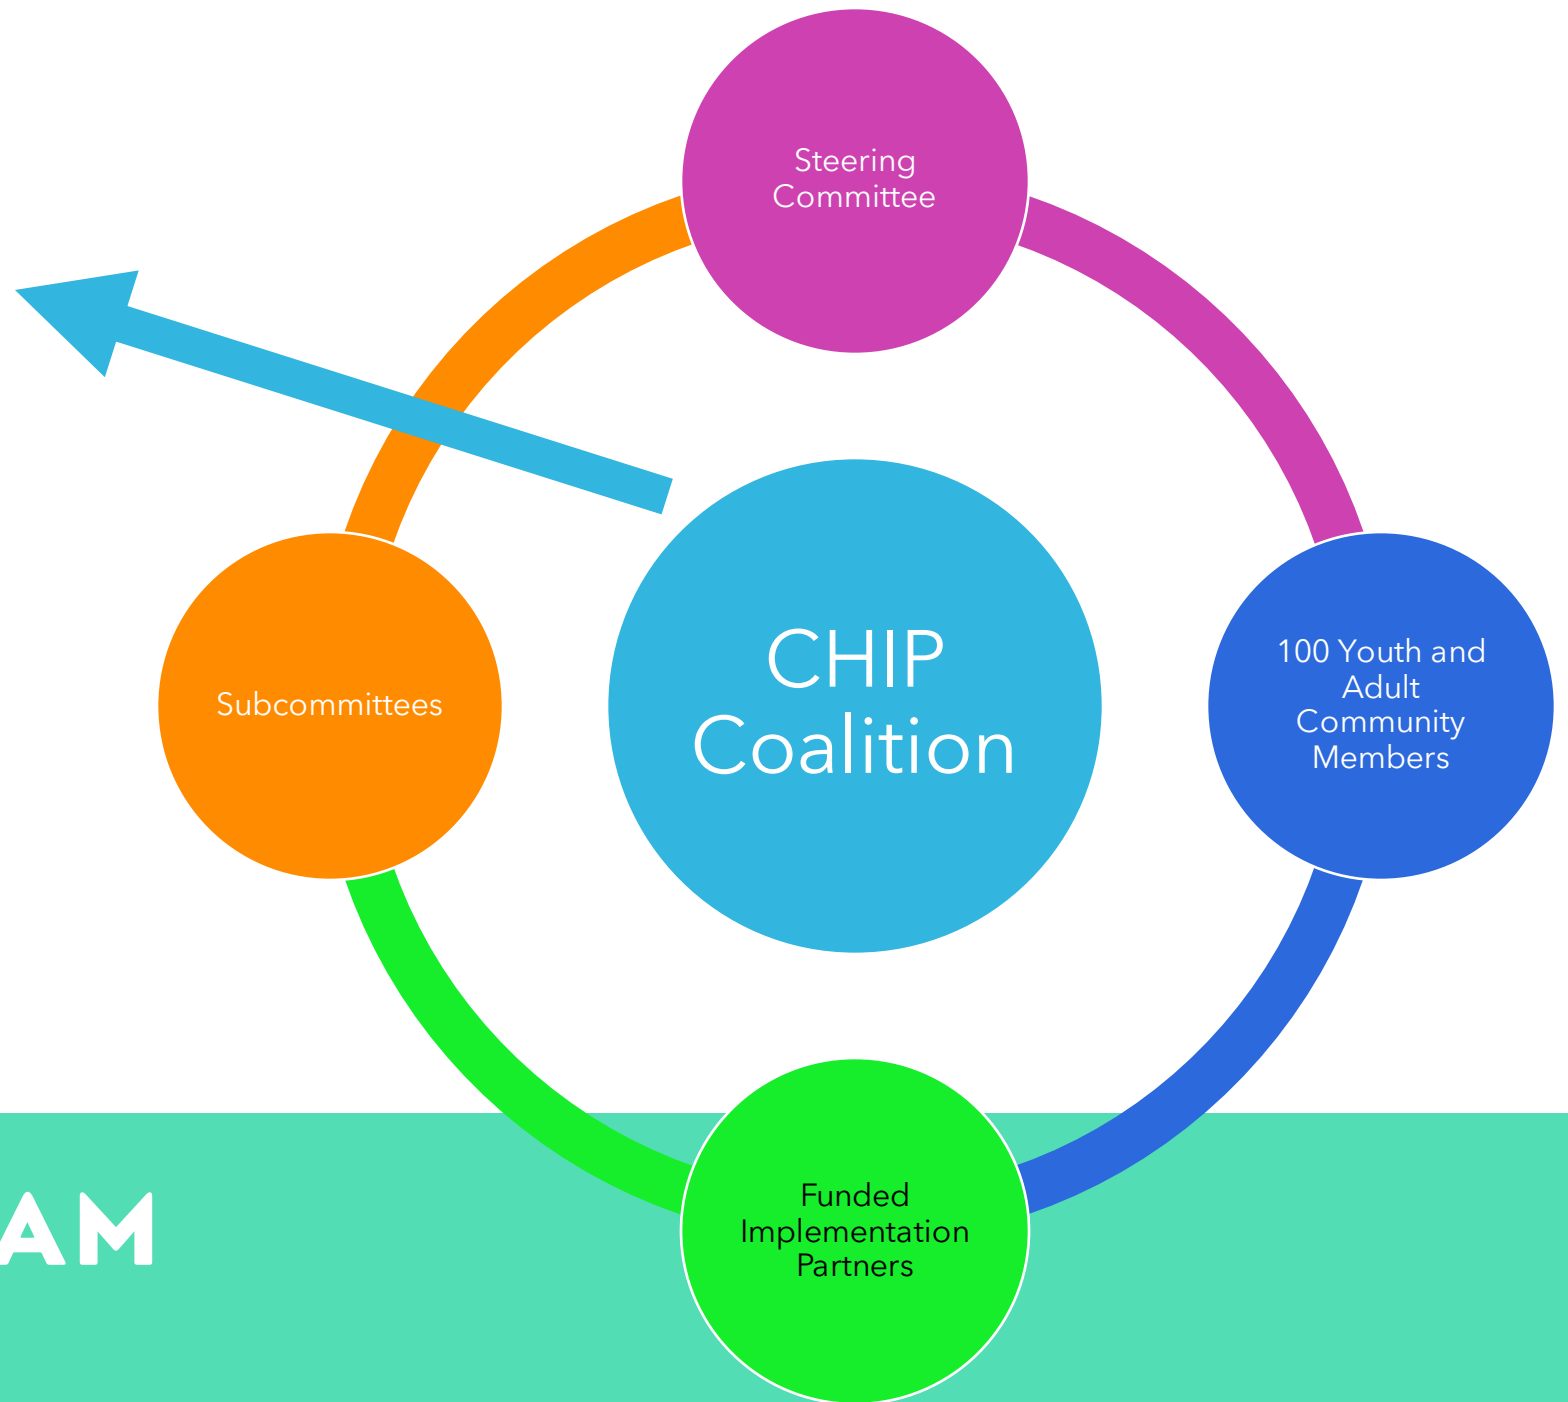 Steering
Committee
100 Youth and
Adult
Community
Members
CHIP
Coalition
Subcommittees
Funded
Implementation
Partners
AM